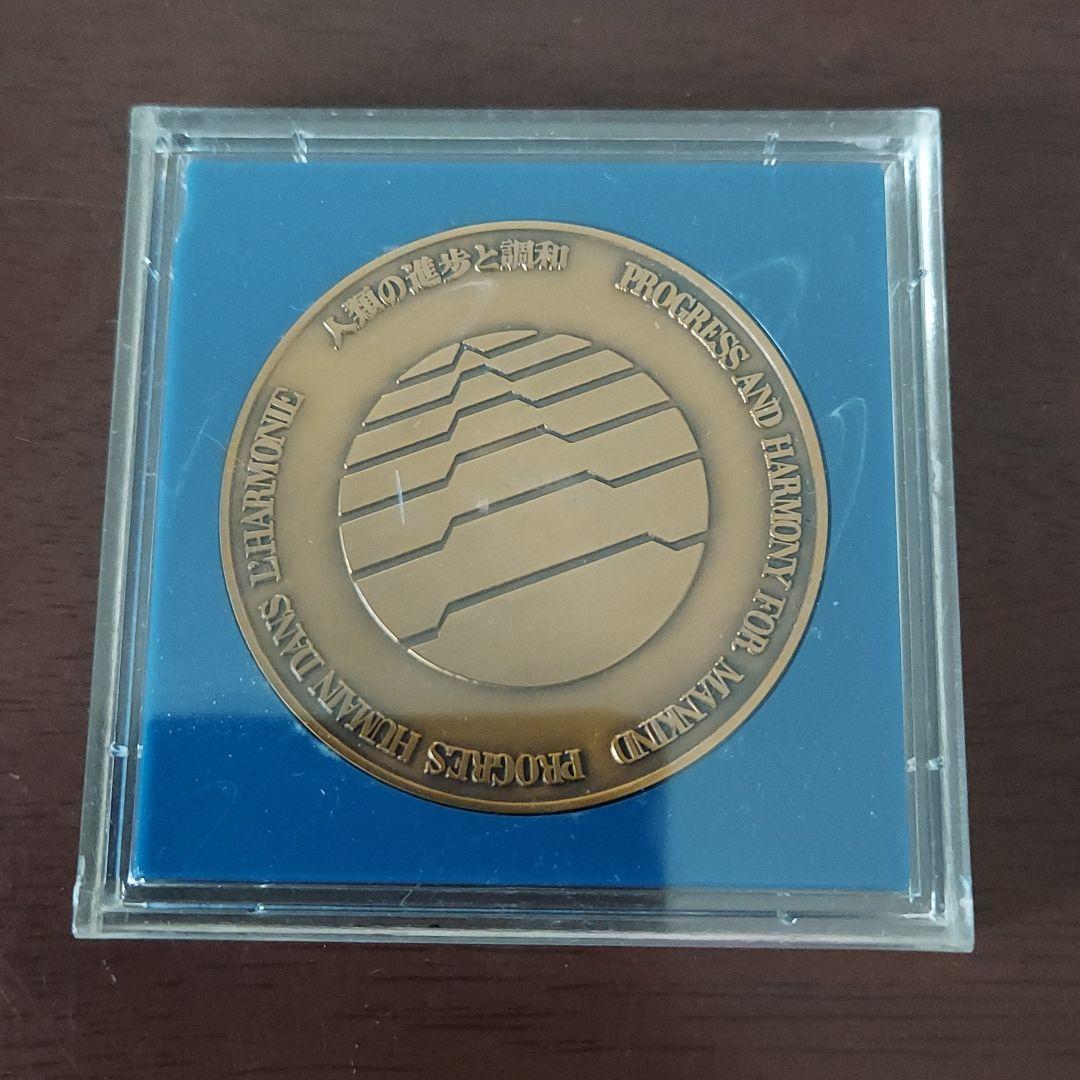 人類の進歩と調和
PROGRESS AND HARMONY FOR MANKIND
PROGRES HUMAIN DANS L'HARMONIE